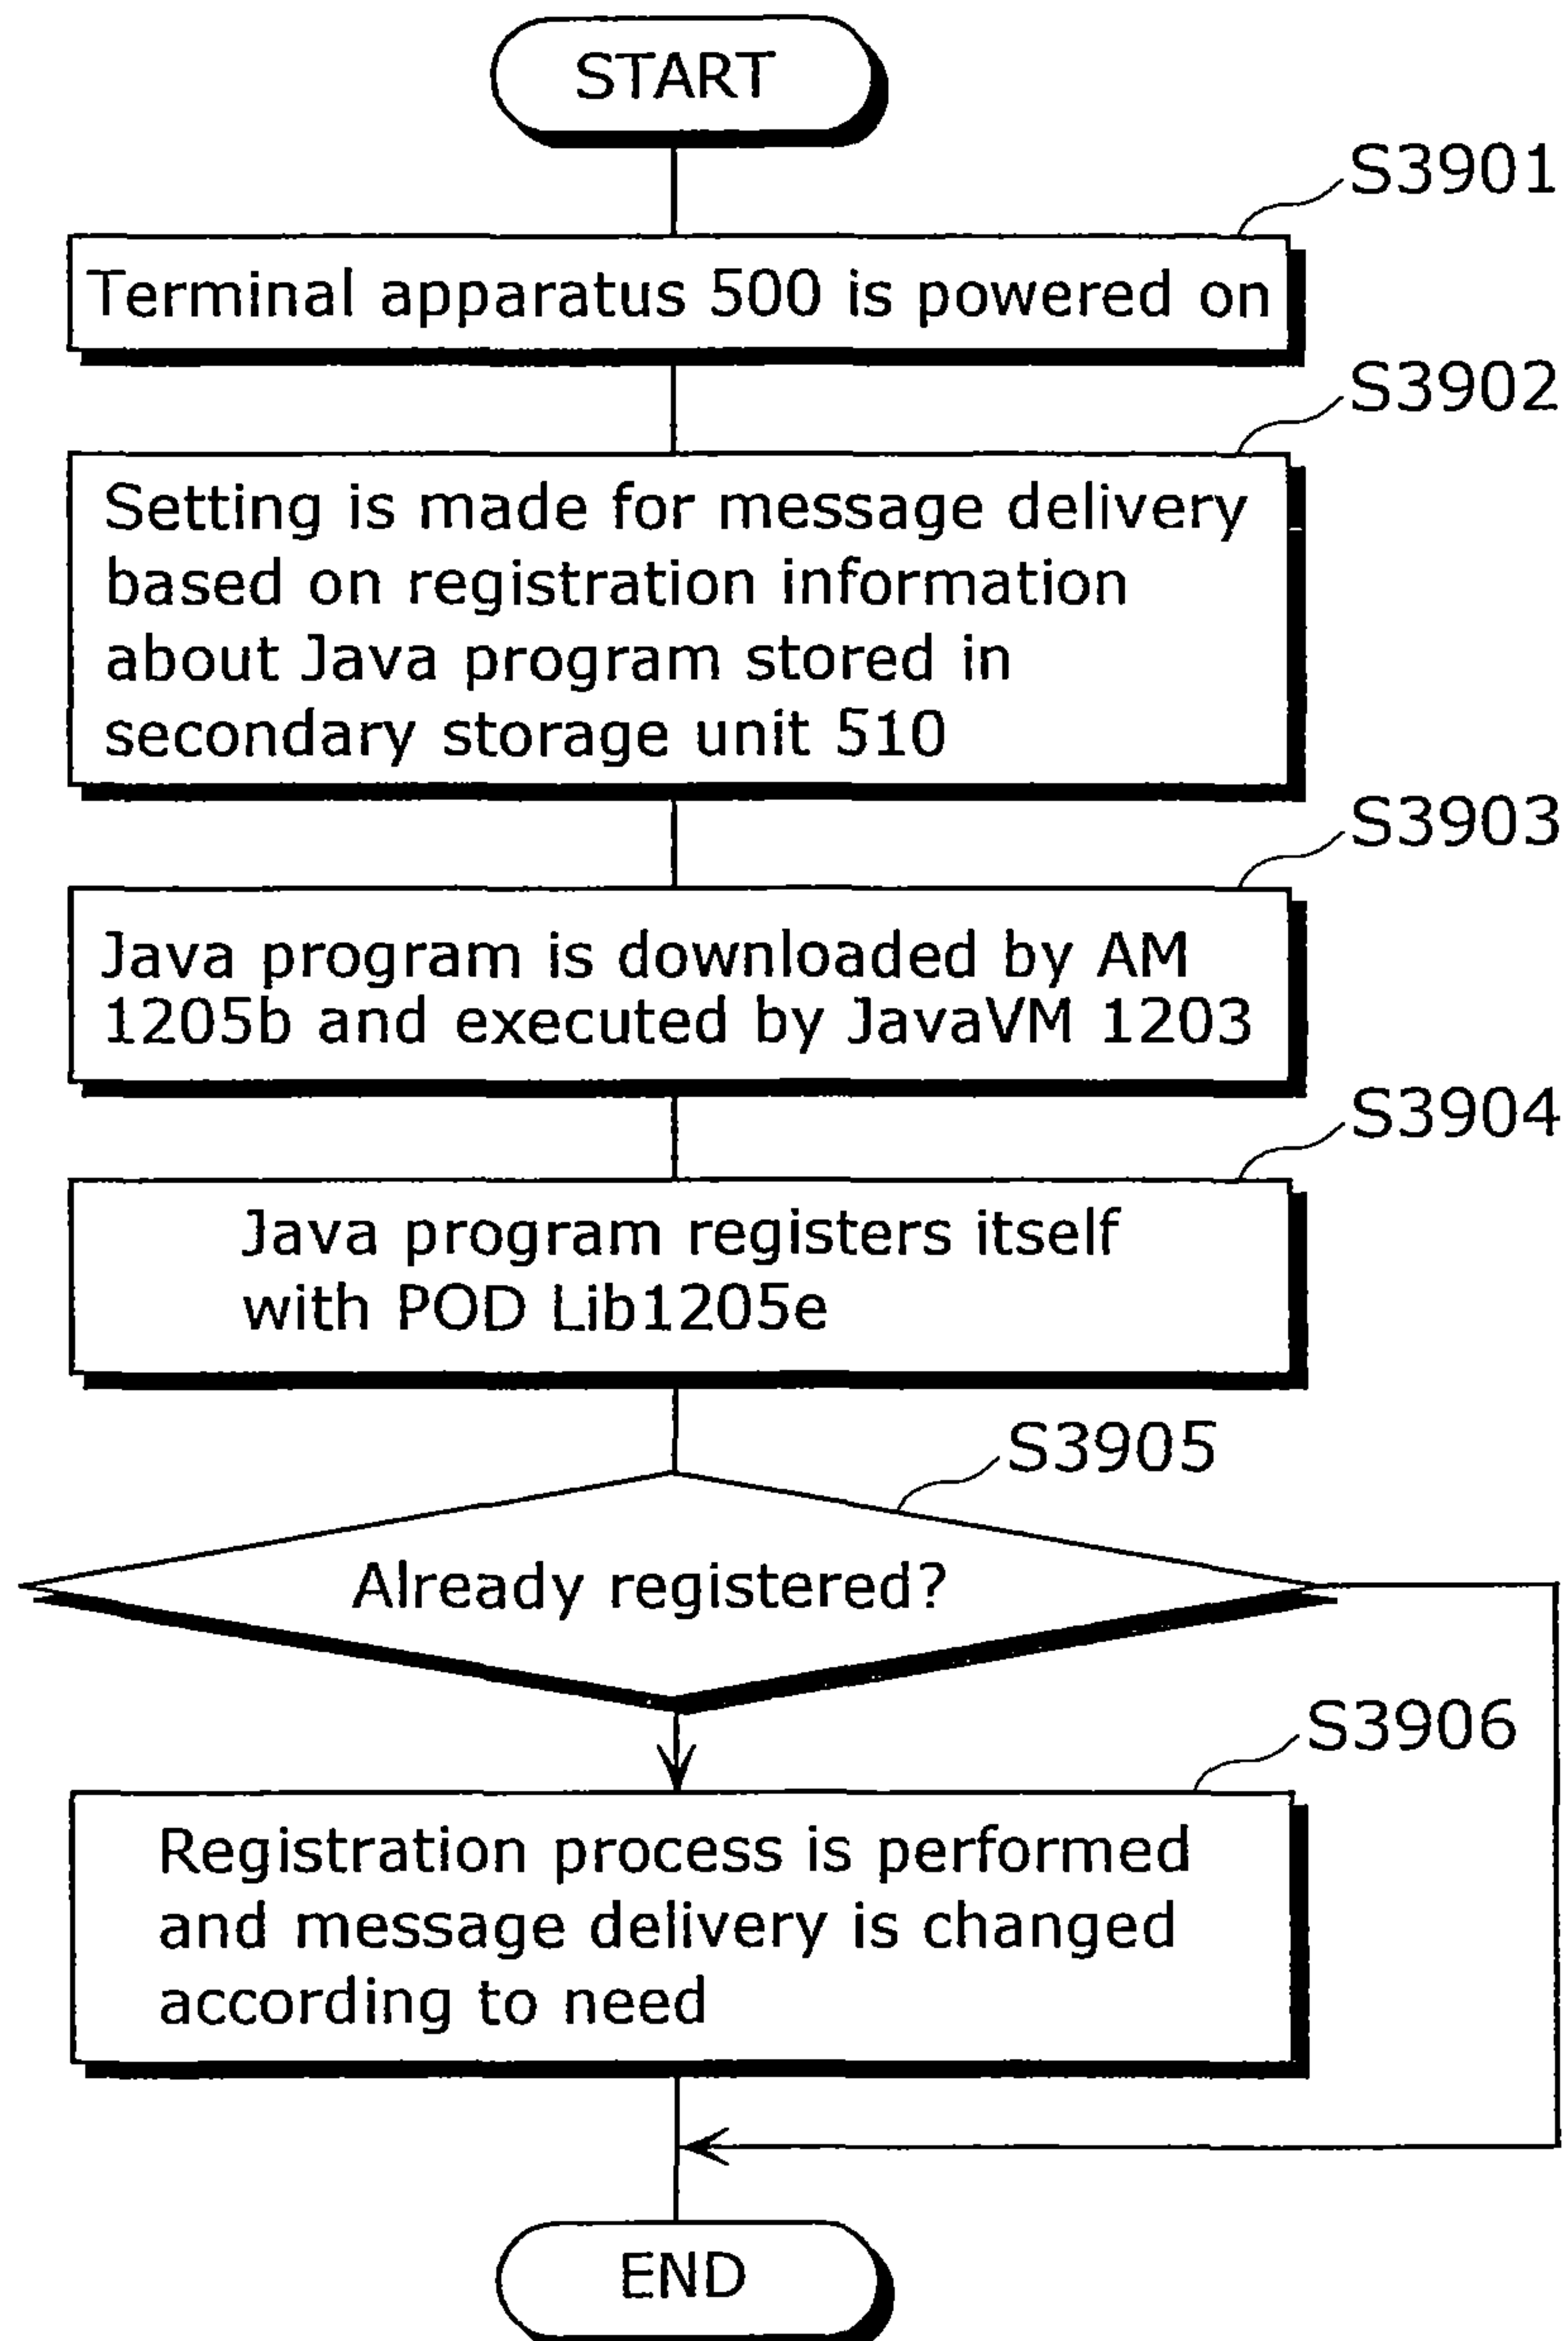 START
S3901
Terminal apparatus 500 is powered on
S3902
Setting is made for message delivery
based on registration information
about Java program stored in
secondary storage unit 510
S3903
Java program is downloaded by AM
1205b and executed by JavaVM 1203
S3904
Java program registers itself
with POD Lib1205e
S3905
Already registered?
S3906
Registration process is performed
and message delivery is changed
according to need
END